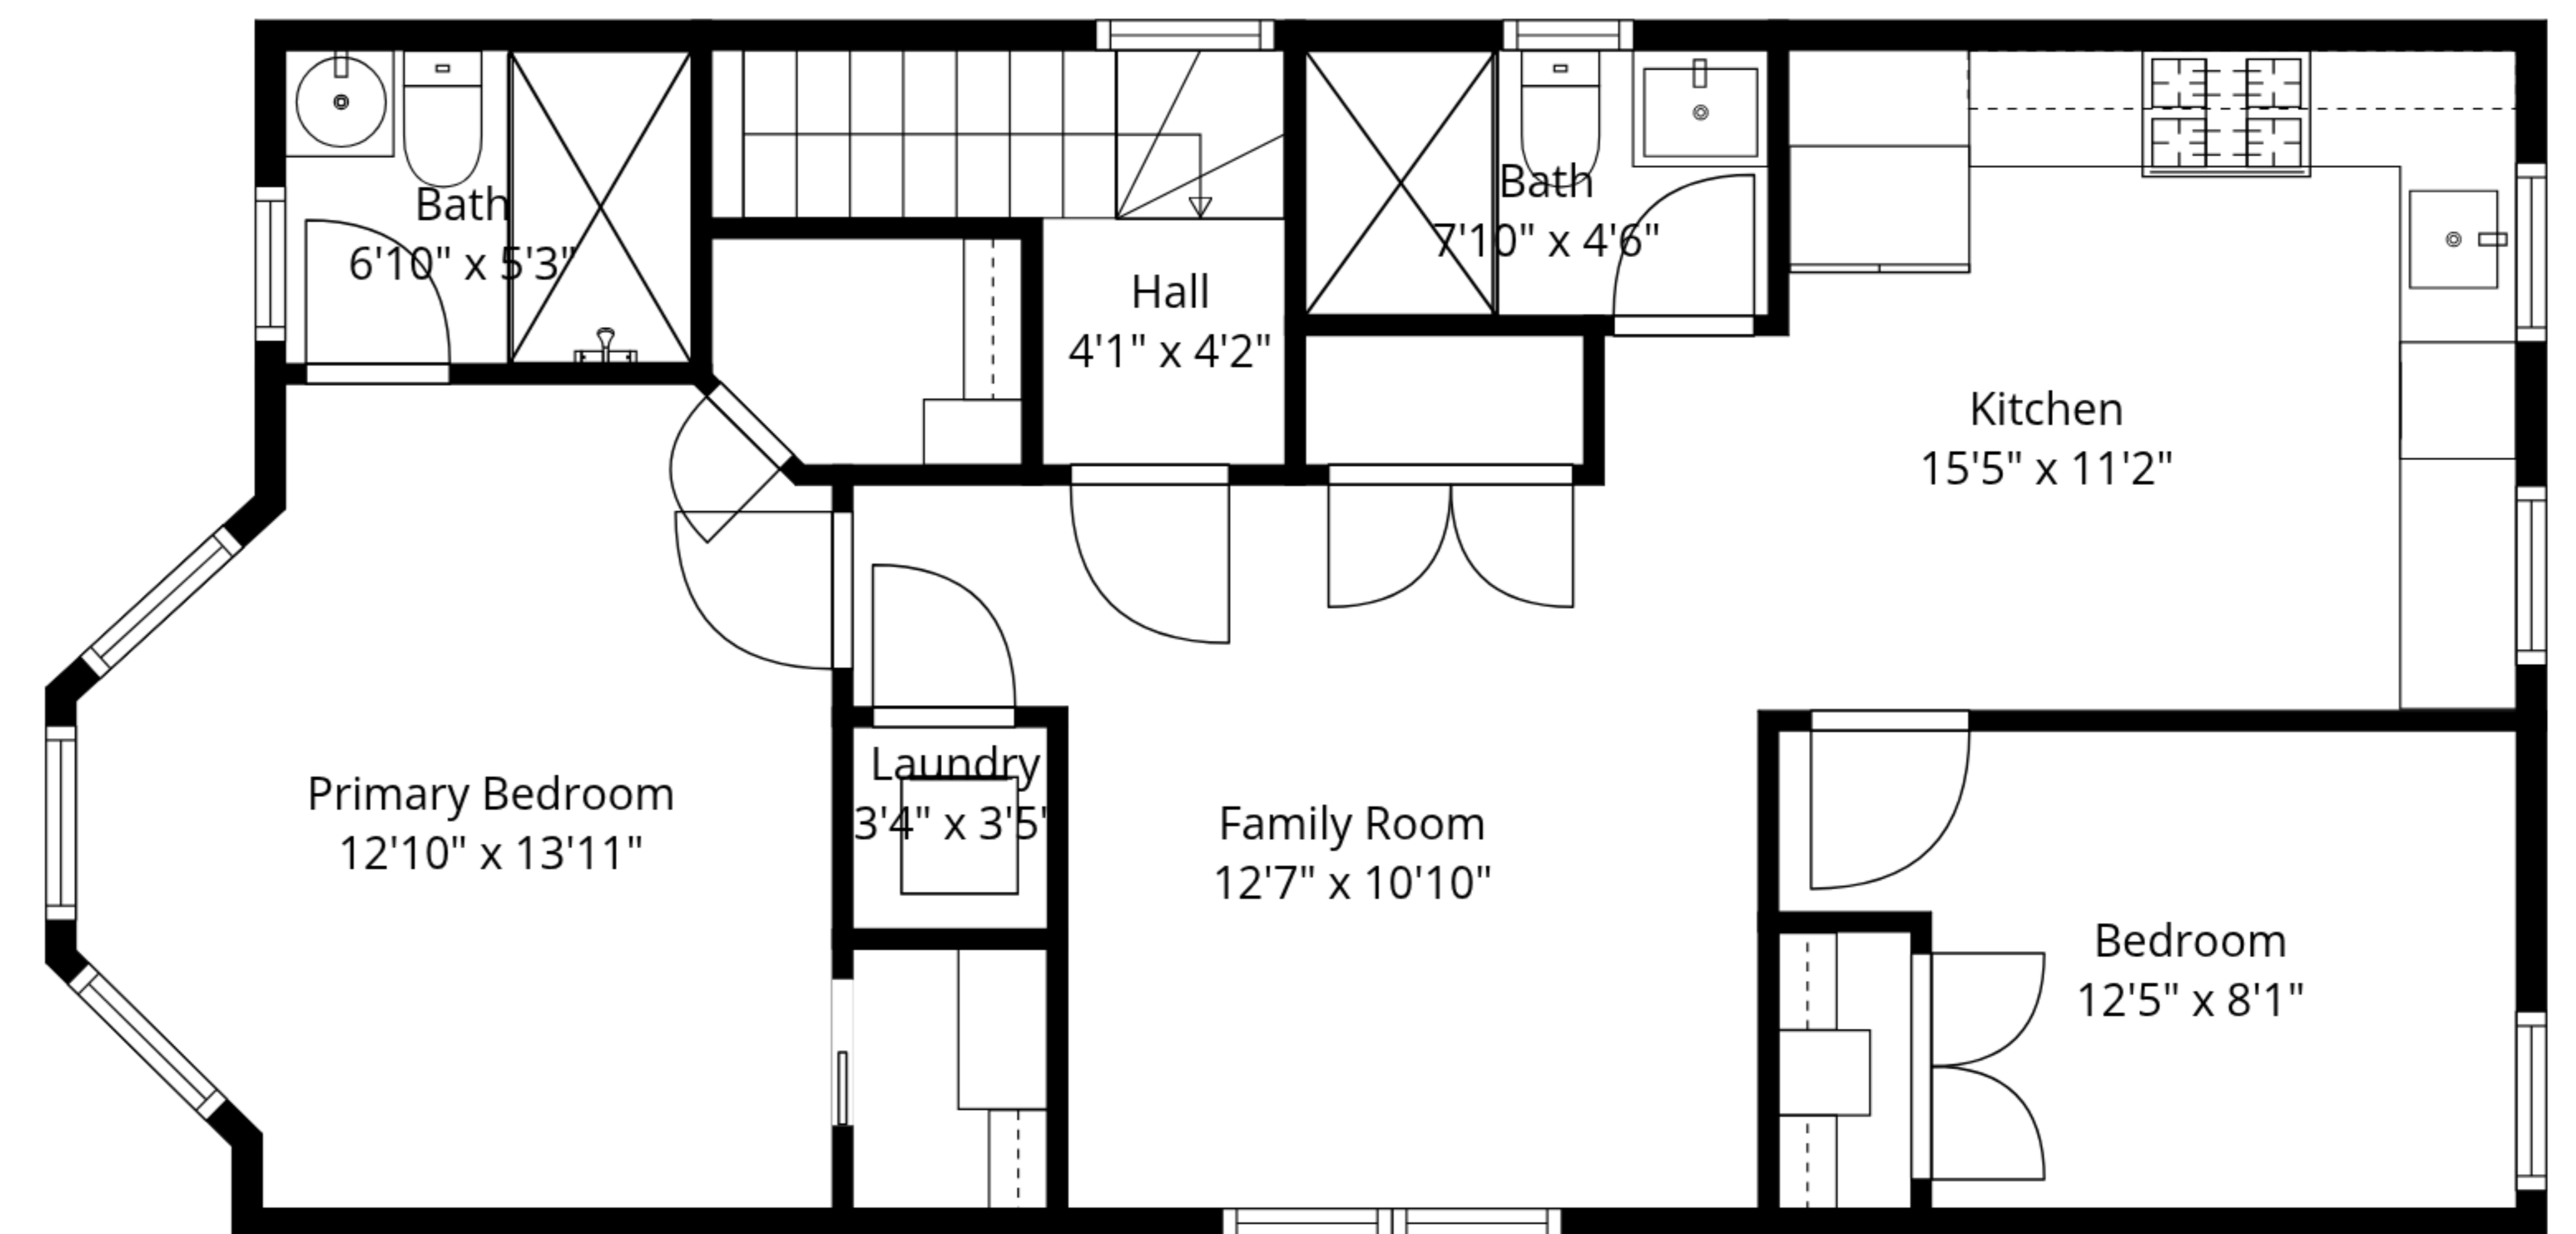 Bath
6'10" x 5'3"
Bath
7'10" x 4'6"
Hall
4'1" x 4'2"
Kitchen
15'5" x 11'2"
Primary Bedroom
12'10" x 13'11"
Laundry
3'4" x 3'5"
Family Room
12'7" x 10'10"
Bedroom
12'5" x 8'1"